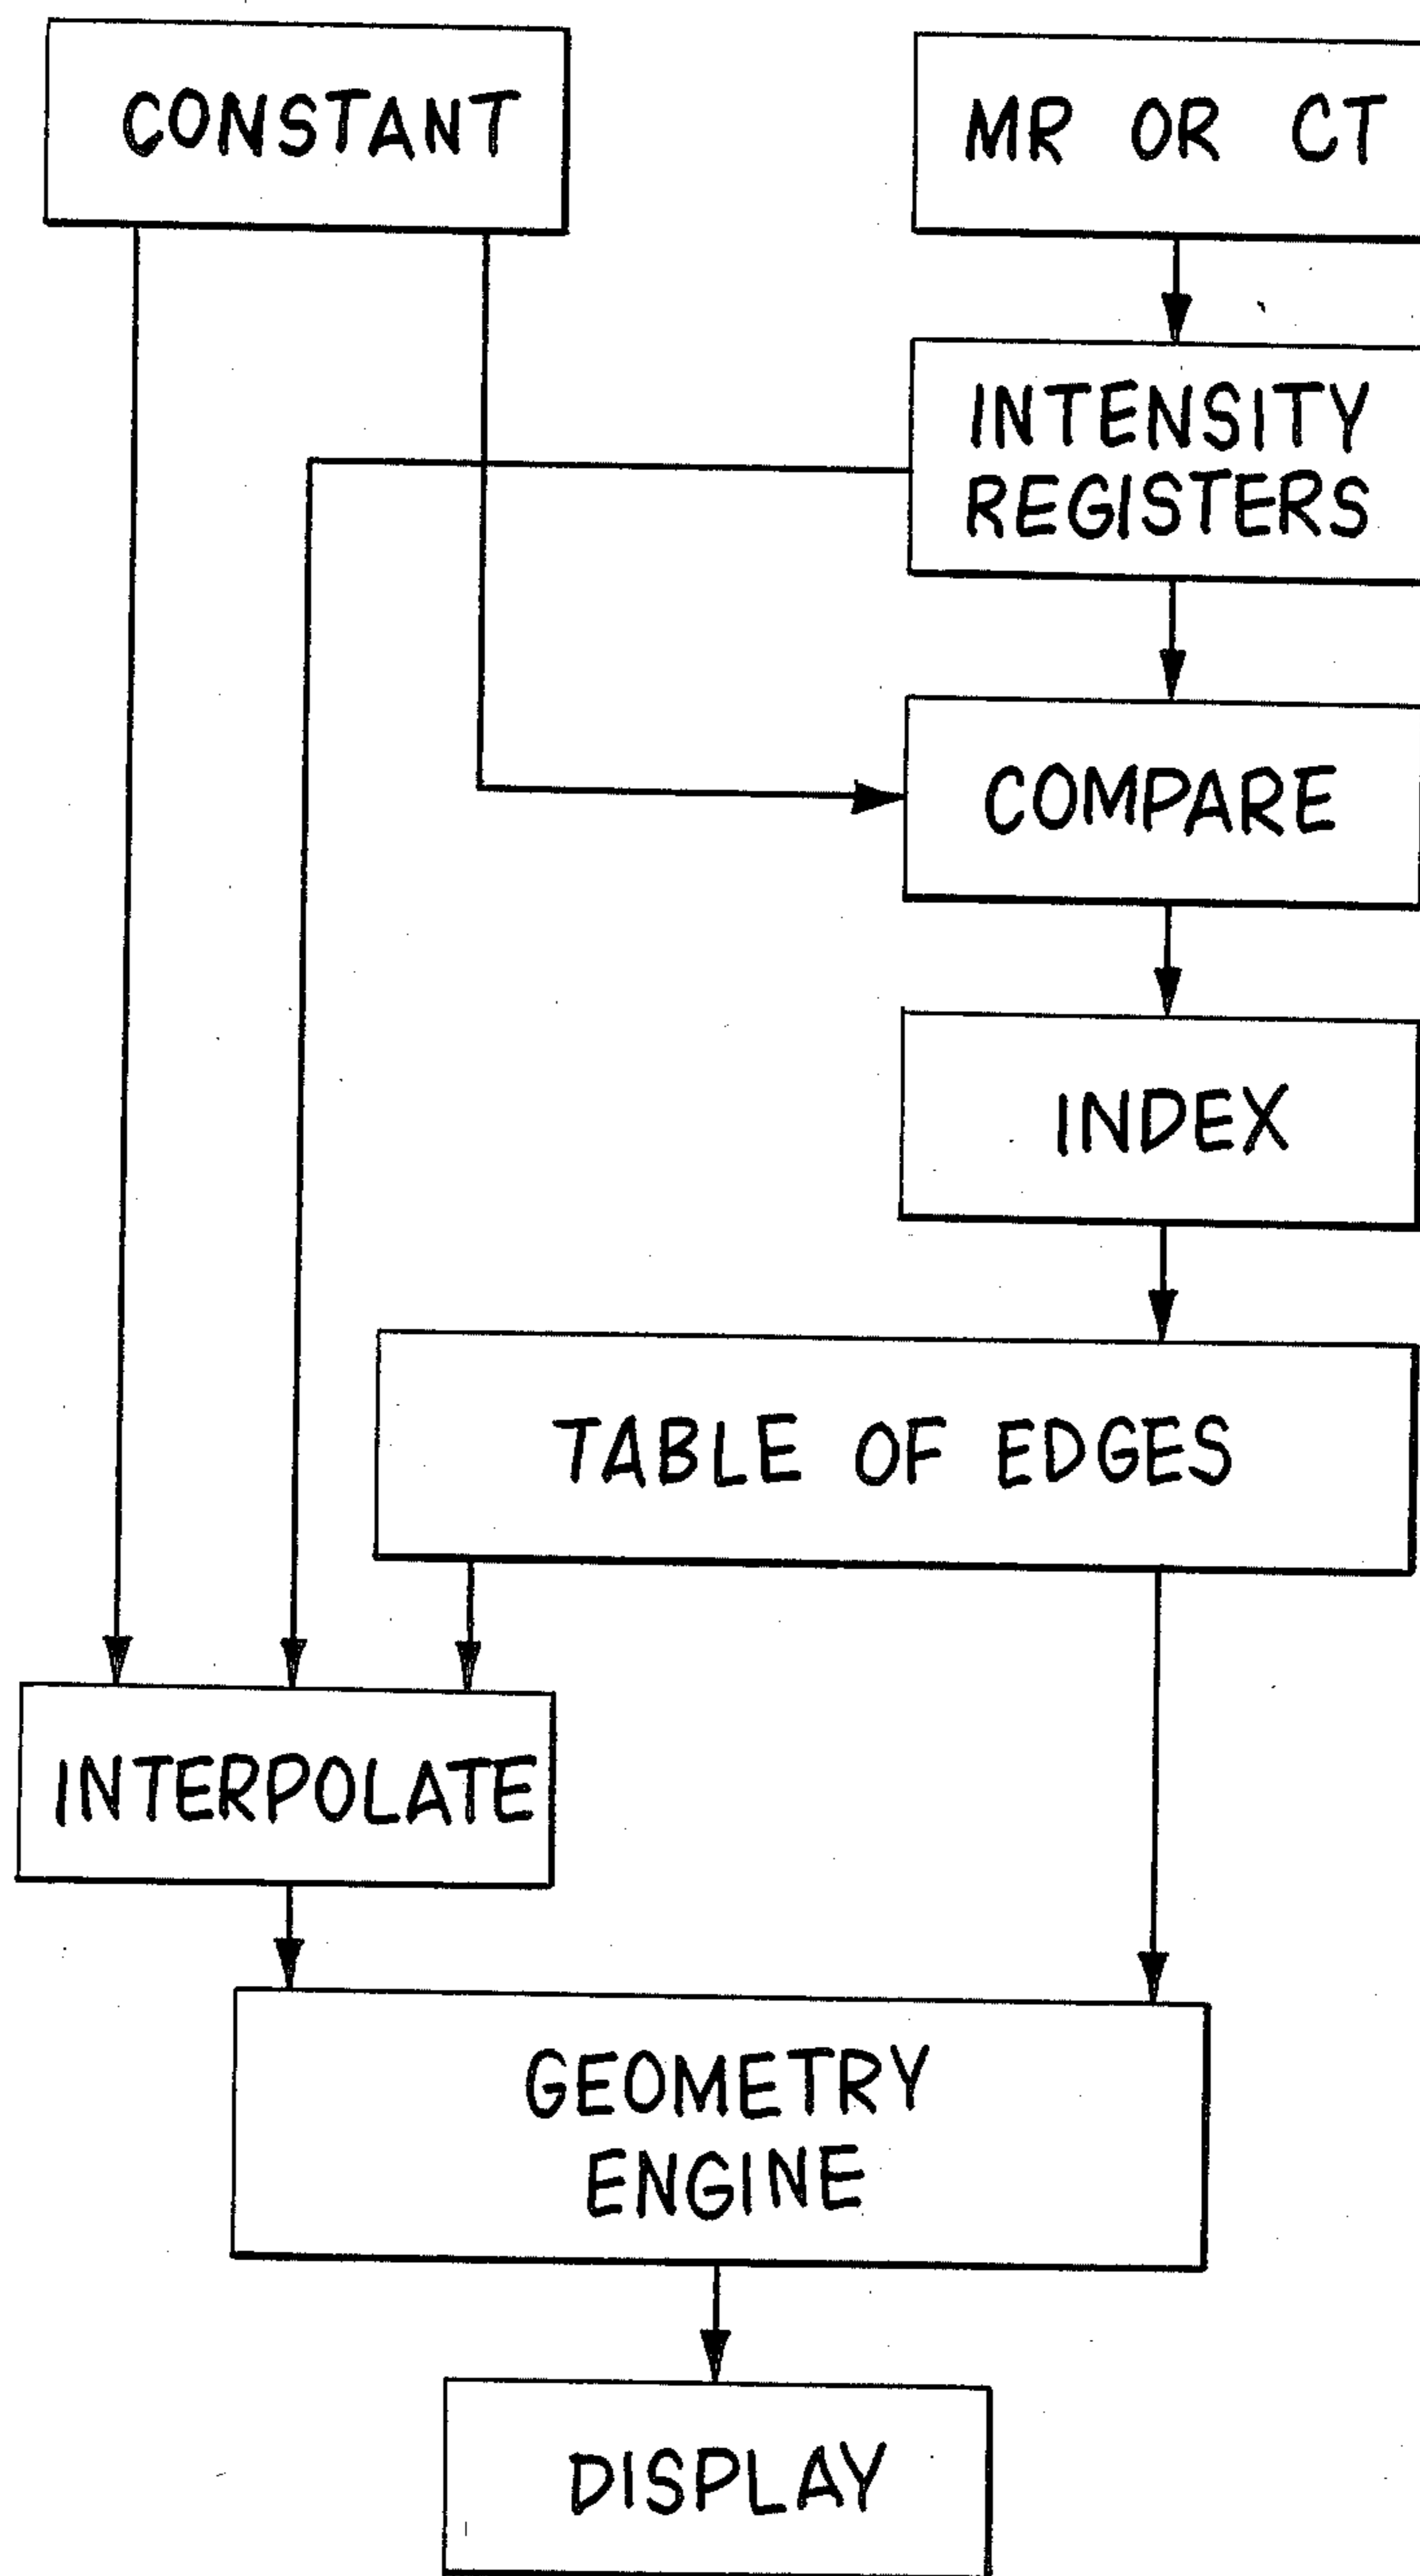 CONSTANT
MR OR CT
INTENSITY
REGISTERS
COMPARE
INDEX
TABLE OF EDGES
INTERPOLATE
GEOMETRY
ENGINE
DISPLAY